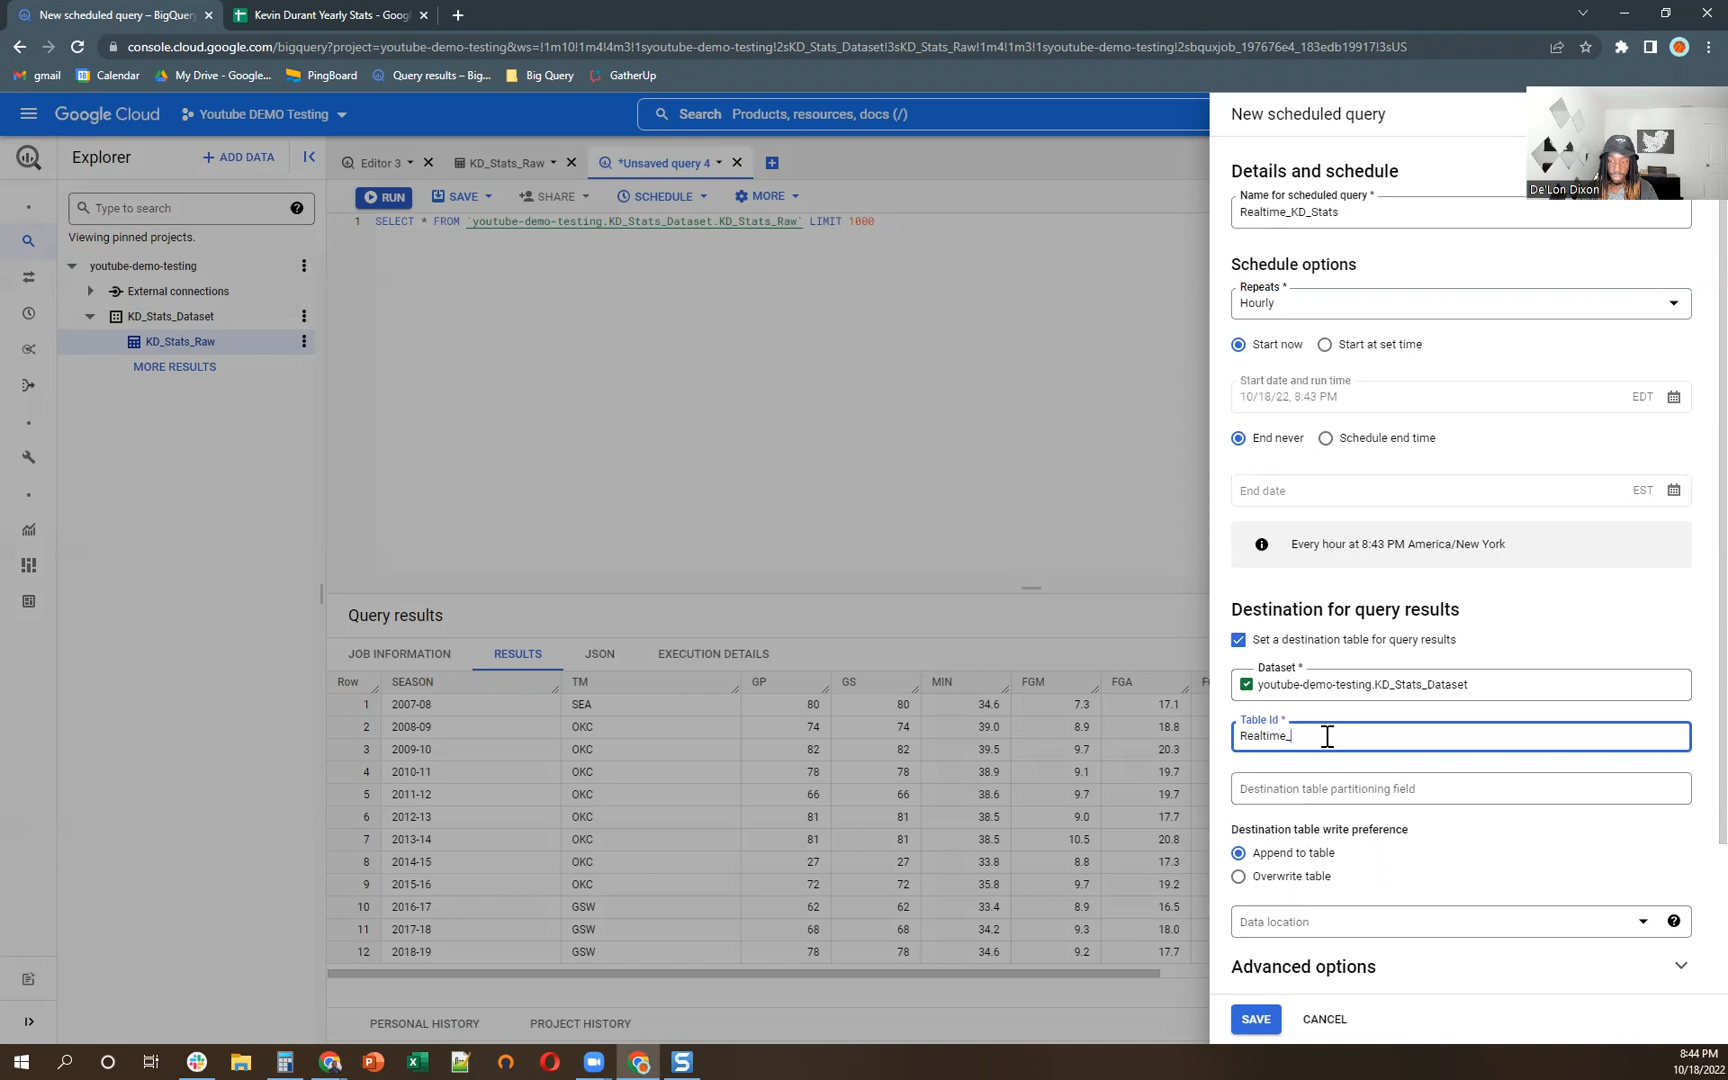 New scheduled query – BigQuery
Kevin Durant Yearly Stats - Goog
console.cloud.google.com/bigquery?project=youtube-demo-testing&ws=!1m10!1m4!4m3!1syoutube-demo-testing!2sKD_Stats_Dataset!3sKD_Stats_Raw!1m4!1m3!1syoutube-demo-testing!2sbquxjob_197676e4_183edb19917!3sUS
gmail
Calendar
My Drive - Google...
PingBoard
Query results – Big...
Big Query
GatherUp
Google Cloud
Youtube DEMO Testing
Search Products, resources, docs (/)
New scheduled query
De'Lon Dixon
Explorer
+ ADD DATA
Editor 3
KD_Stats_Raw
*Unsaved query 4
Type to search
Viewing pinned projects.
youtube-demo-testing
External connections
KD_Stats_Dataset
KD_Stats_Raw
MORE RESULTS
RUN
SAVE
SHARE
SCHEDULE
MORE
1 SELECT * FROM `youtube-demo-testing.KD_Stats_Dataset.KD_Stats_Raw` LIMIT 1000
Query results
JOB INFORMATION
RESULTS
JSON
EXECUTION DETAILS
Row SEASON TM GP GS MIN FGM FGA
1 2007-08 SEA 80 80 34.6 7.3 17.1
2 2008-09 OKC 74 74 39.0 8.9 18.8
3 2009-10 OKC 82 82 39.5 9.7 20.3
4 2010-11 OKC 78 78 38.9 9.1 19.7
5 2011-12 OKC 66 66 38.6 9.7 19.7
6 2012-13 OKC 81 81 38.5 9.0 17.7
7 2013-14 OKC 81 81 38.5 10.5 20.8
8 2014-15 OKC 27 27 33.8 8.8 17.3
9 2015-16 OKC 72 72 35.8 9.7 19.2
10 2016-17 GSW 62 62 33.4 8.9 16.5
11 2017-18 GSW 68 68 34.2 9.3 18.0
12 2018-19 GSW 78 78 34.6 9.2 17.7
PERSONAL HISTORY
PROJECT HISTORY
Details and schedule
Name for scheduled query *
Realtime_KD_Stats
Schedule options
Repeats *
Hourly
Start now
Start at set time
Start date and run time
10/18/22, 8:43 PM EDT
End never
Schedule end time
End date EST
Every hour at 8:43 PM America/New York
Destination for query results
Set a destination table for query results
Dataset *
youtube-demo-testing.KD_Stats_Dataset
Table Id *
Realtime_
Destination table partitioning field
Destination table write preference
Append to table
Overwrite table
Data location
Advanced options
SAVE
CANCEL
8:44 PM
10/18/2022